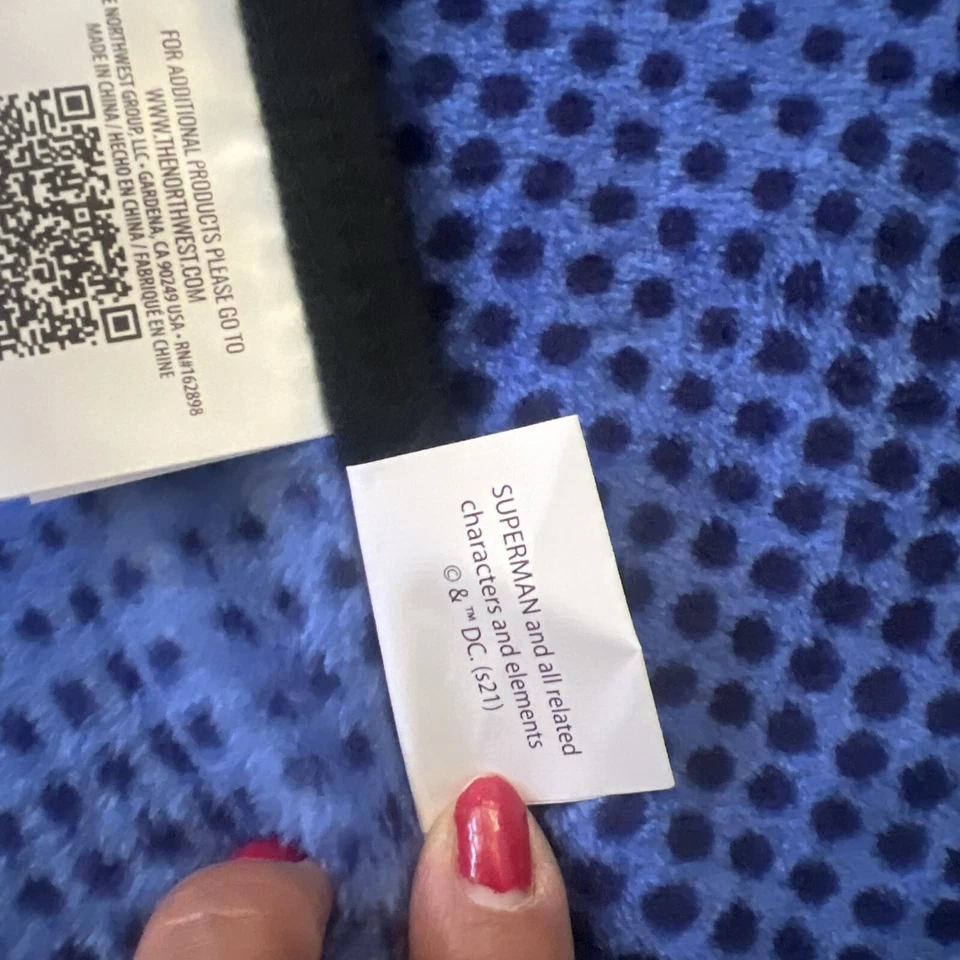 FOR ADDITIONAL PRODUCTS PLEASE GO TO
WWW.THENORTHWEST.COM
NORTHWEST GROUP, LLC • GARDENA, CA 90249 USA • RN#162898
MADE IN CHINA / HECHO EN CHINA / FABRIQUÉ EN CHINE
SUPERMAN and all related
characters and elements
© & ™ DC. (s21)